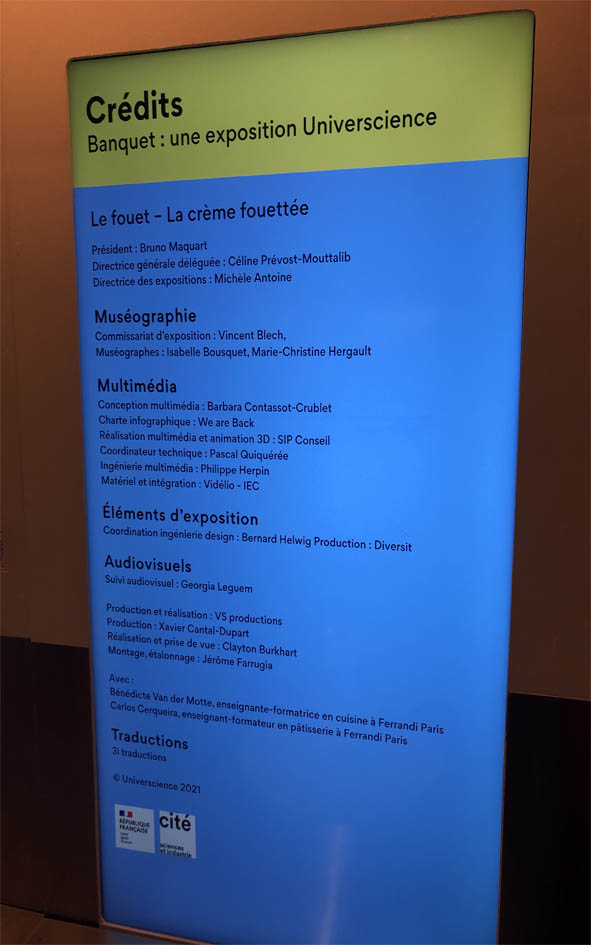 Crédits
Banquet : une exposition Universcience
Le fouet – La crème fouettée
Président : Bruno Maquart
Directrice générale déléguée : Céline Prévost-Mouttalib
Directrice des expositions : Michèle Antoine
Muséographie
Commissariat d'exposition : Vincent Blech,
Muséographes : Isabelle Bousquet, Marie-Christine Hergault
Multimédia
Conception multimédia : Barbara Contassot-Crublet
Charte infographique : We are Back
Réalisation multimédia et animation 3D : SIP Conseil
Coordinateur technique : Pascal Quiquérée
Ingénierie multimédia : Philippe Herpin
Matériel et intégration : Vidélio - IEC
Éléments d'exposition
Coordination ingénierie design : Bernard Helwig Production : Diversit
Audiovisuels
Suivi audiovisuel : Georgia Leguem
Production et réalisation : VS productions
Production : Xavier Cantal-Dupart
Réalisation et prise de vue : Clayton Burkhart
Montage, étalonnage : Jérôme Farrugia
Avec :
Bénédicte Van der Motte, enseignante-formatrice en cuisine à Ferrandi Paris
Carlos Cerqueira, enseignant-formateur en pâtisserie à Ferrandi Paris
Traductions
3i traductions
© Universcience 2021
RÉPUBLIQUE
FRANÇAISE
cité
sciences
et industrie